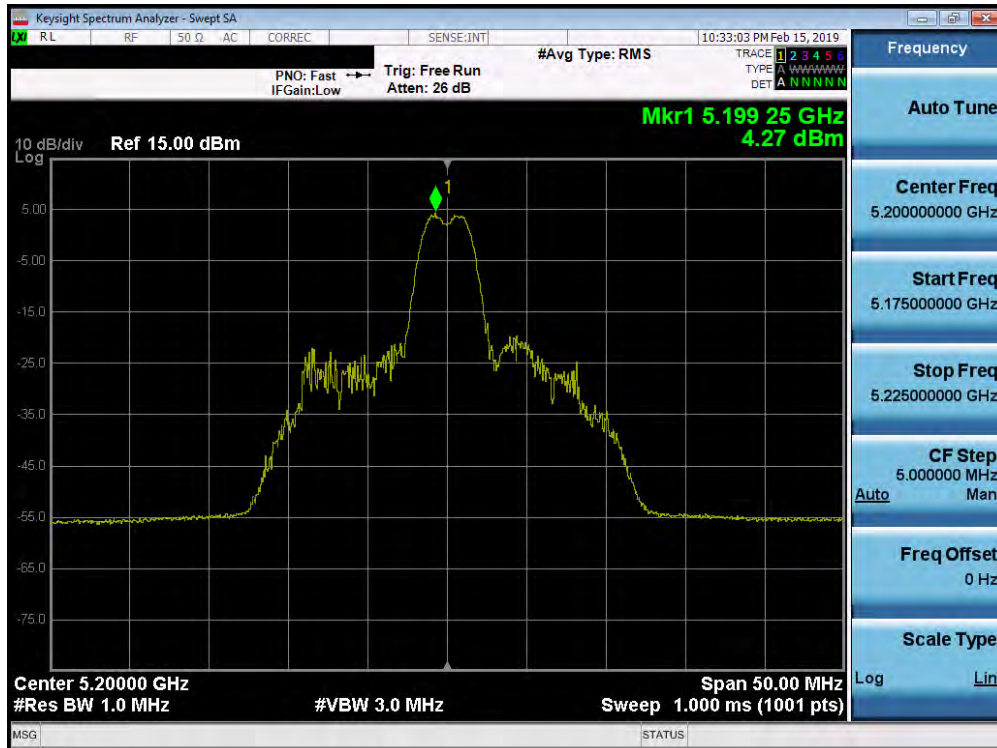 Keysight Spectrum Analyzer - Swept SA
LXI RL RF 50 Ω AC CORREC SENSE:INT 10:33:03 PM Feb 15, 2019
#Avg Type: RMS TRACE 1 2 3 4 5 6
PNO: Fast Trig: Free Run TYPE A WWWWW
IFGain:Low Atten: 26 dB DET A N N N N N
Mkr1 5.199 25 GHz
4.27 dBm
10 dB/div Ref 15.00 dBm
Log
1
5.00
-5.00
-15.0
-25.0
-35.0
-45.0
-55.0
-65.0
-75.0
Center 5.20000 GHz Span 50.00 MHz
#Res BW 1.0 MHz #VBW 3.0 MHz Sweep 1.000 ms (1001 pts)
MSG STATUS
Frequency
Auto Tune
Center Freq
5.200000000 GHz
Start Freq
5.175000000 GHz
Stop Freq
5.225000000 GHz
CF Step
5.000000 MHz
Auto Man
Freq Offset
0 Hz
Scale Type
Log Lin